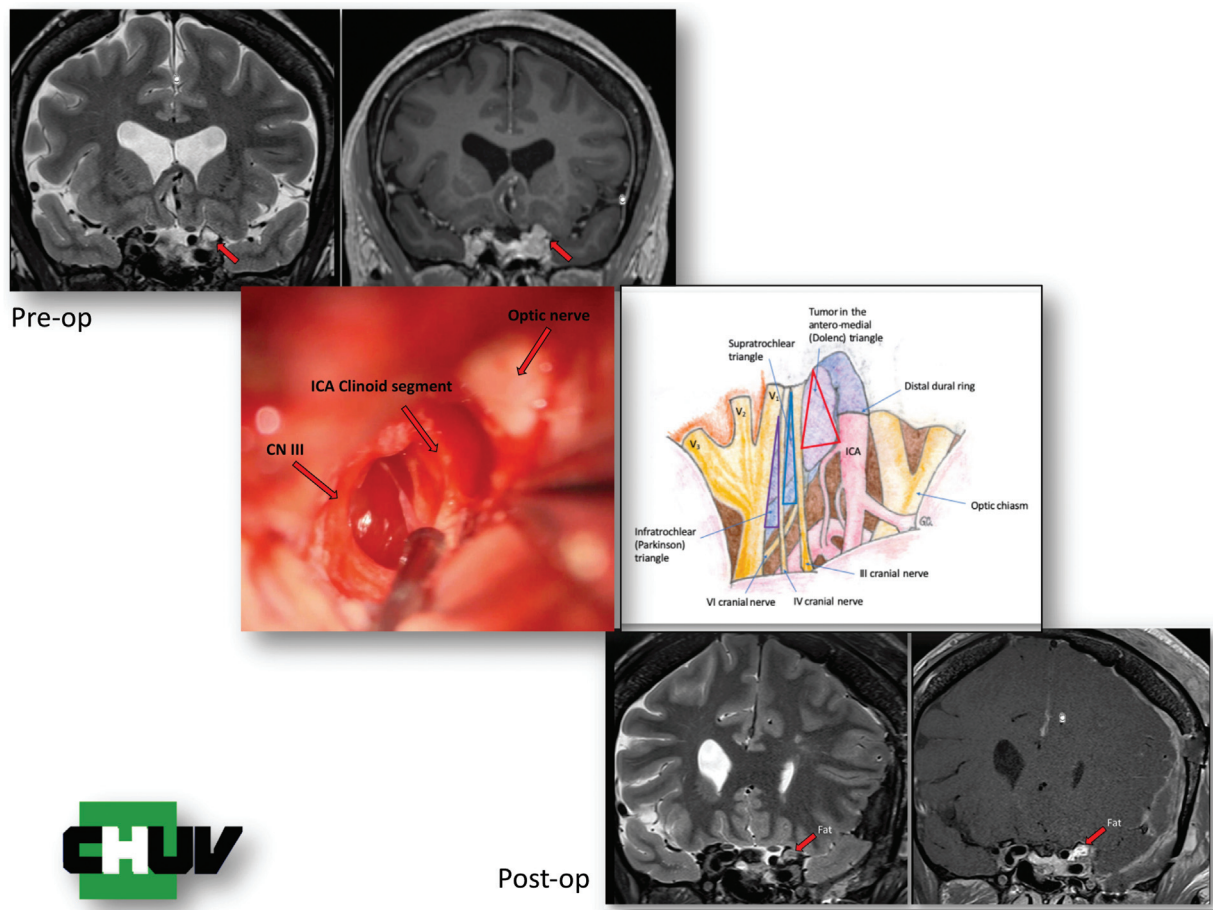 Pre-op
Optic nerve
ICA Clinoid segment
CN III
Tumor in the
antero-medial
(Dolenc) triangle
Supratrochlear
triangle
Distal dural ring
V1
V2
V3
ICA
Optic chiasm
Infratrochlear
(Parkinson)
triangle
III cranial nerve
VI cranial nerve
IV cranial nerve
Fat
Fat
CHUV
Post-op